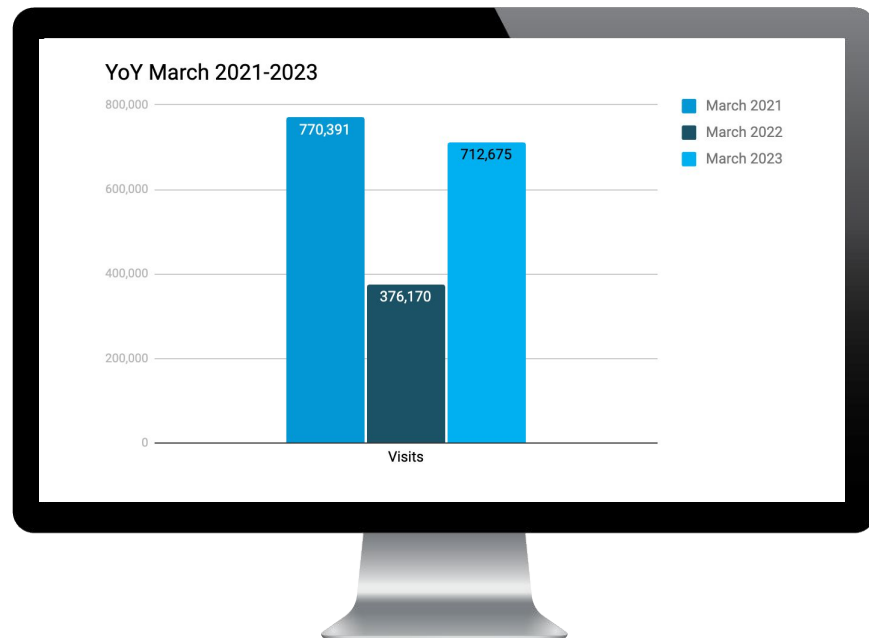 YoY March 2021-2023
800,000
600,000
400,000
200,000
0
770,391
376,170
712,675
Visits
March 2021
March 2022
March 2023